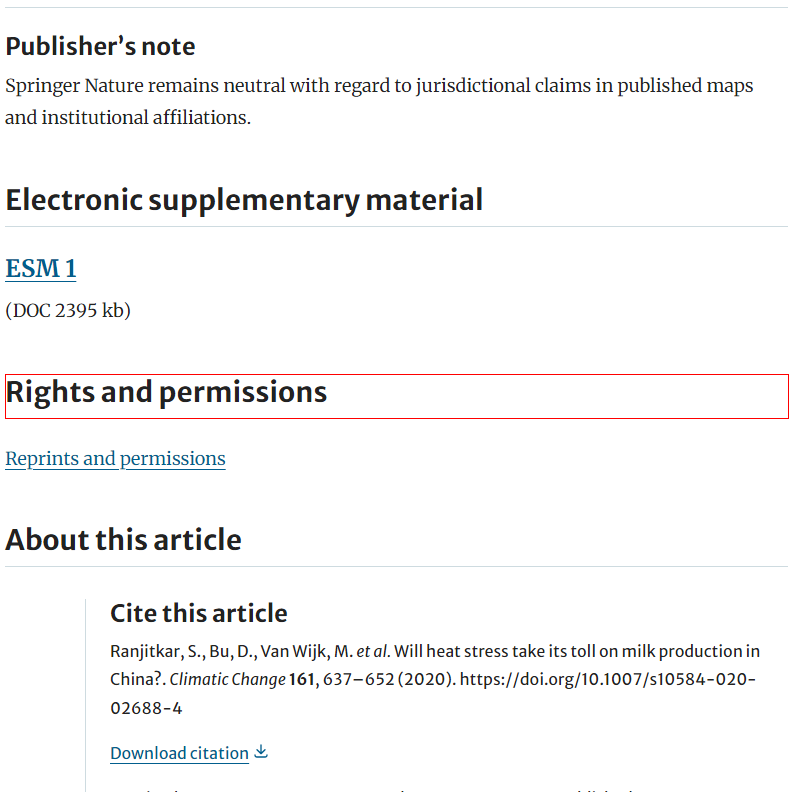 Publisher’s note
Springer Nature remains neutral with regard to jurisdictional claims in published maps
and institutional affiliations.
Electronic supplementary material
ESM 1
(DOC 2395 kb)
Rights and permissions
Reprints and permissions
About this article
Cite this article
Ranjitkar, S., Bu, D., Van Wijk, M. et al. Will heat stress take its toll on milk production in
China?. Climatic Change 161, 637–652 (2020). https://doi.org/10.1007/s10584-020-
02688-4
Download citation